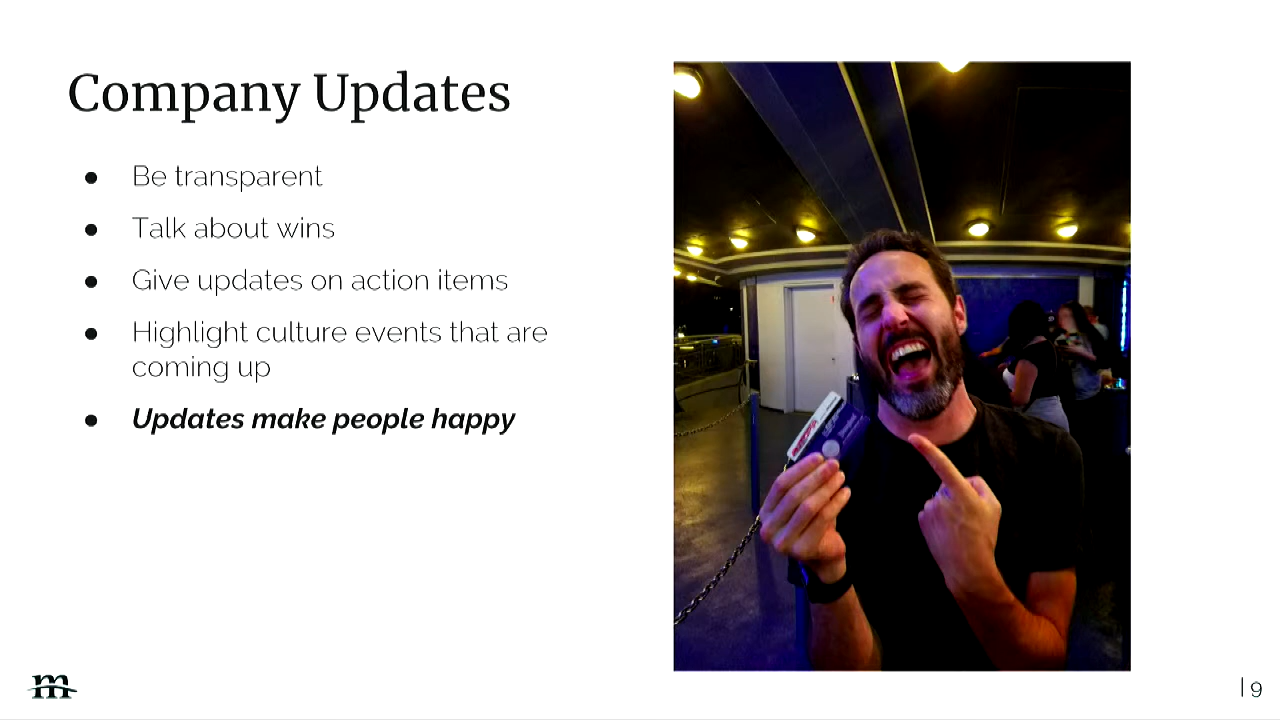 Company Updates
● Be transparent
● Talk about wins
● Give updates on action items
● Highlight culture events that are
coming up
● Updates make people happy
m
| 9